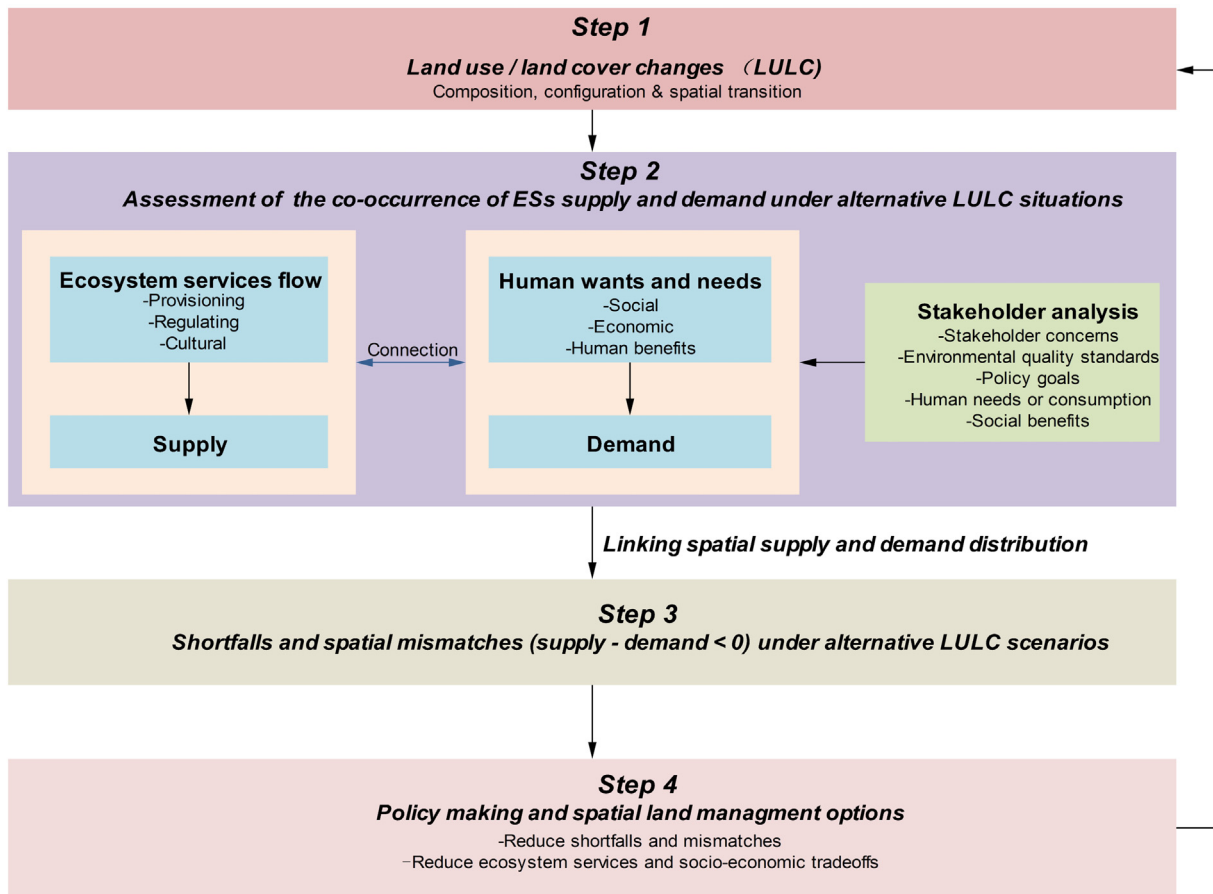 Step 1
Land use / land cover changes （LULC)
Composition, configuration & spatial transition
Step 2
Assessment of the co-occurrence of ESs supply and demand under alternative LULC situations
Ecosystem services flow
-Provisioning
-Regulating
-Cultural
Supply
Connection
Human wants and needs
-Social
-Economic
-Human benefits
Demand
Stakeholder analysis
-Stakeholder concerns
-Environmental quality standards
-Policy goals
-Human needs or consumption
-Social benefits
Linking spatial supply and demand distribution
Step 3
Shortfalls and spatial mismatches (supply - demand < 0) under alternative LULC scenarios
Step 4
Policy making and spatial land managment options
-Reduce shortfalls and mismatches
-Reduce ecosystem services and socio-economic tradeoffs